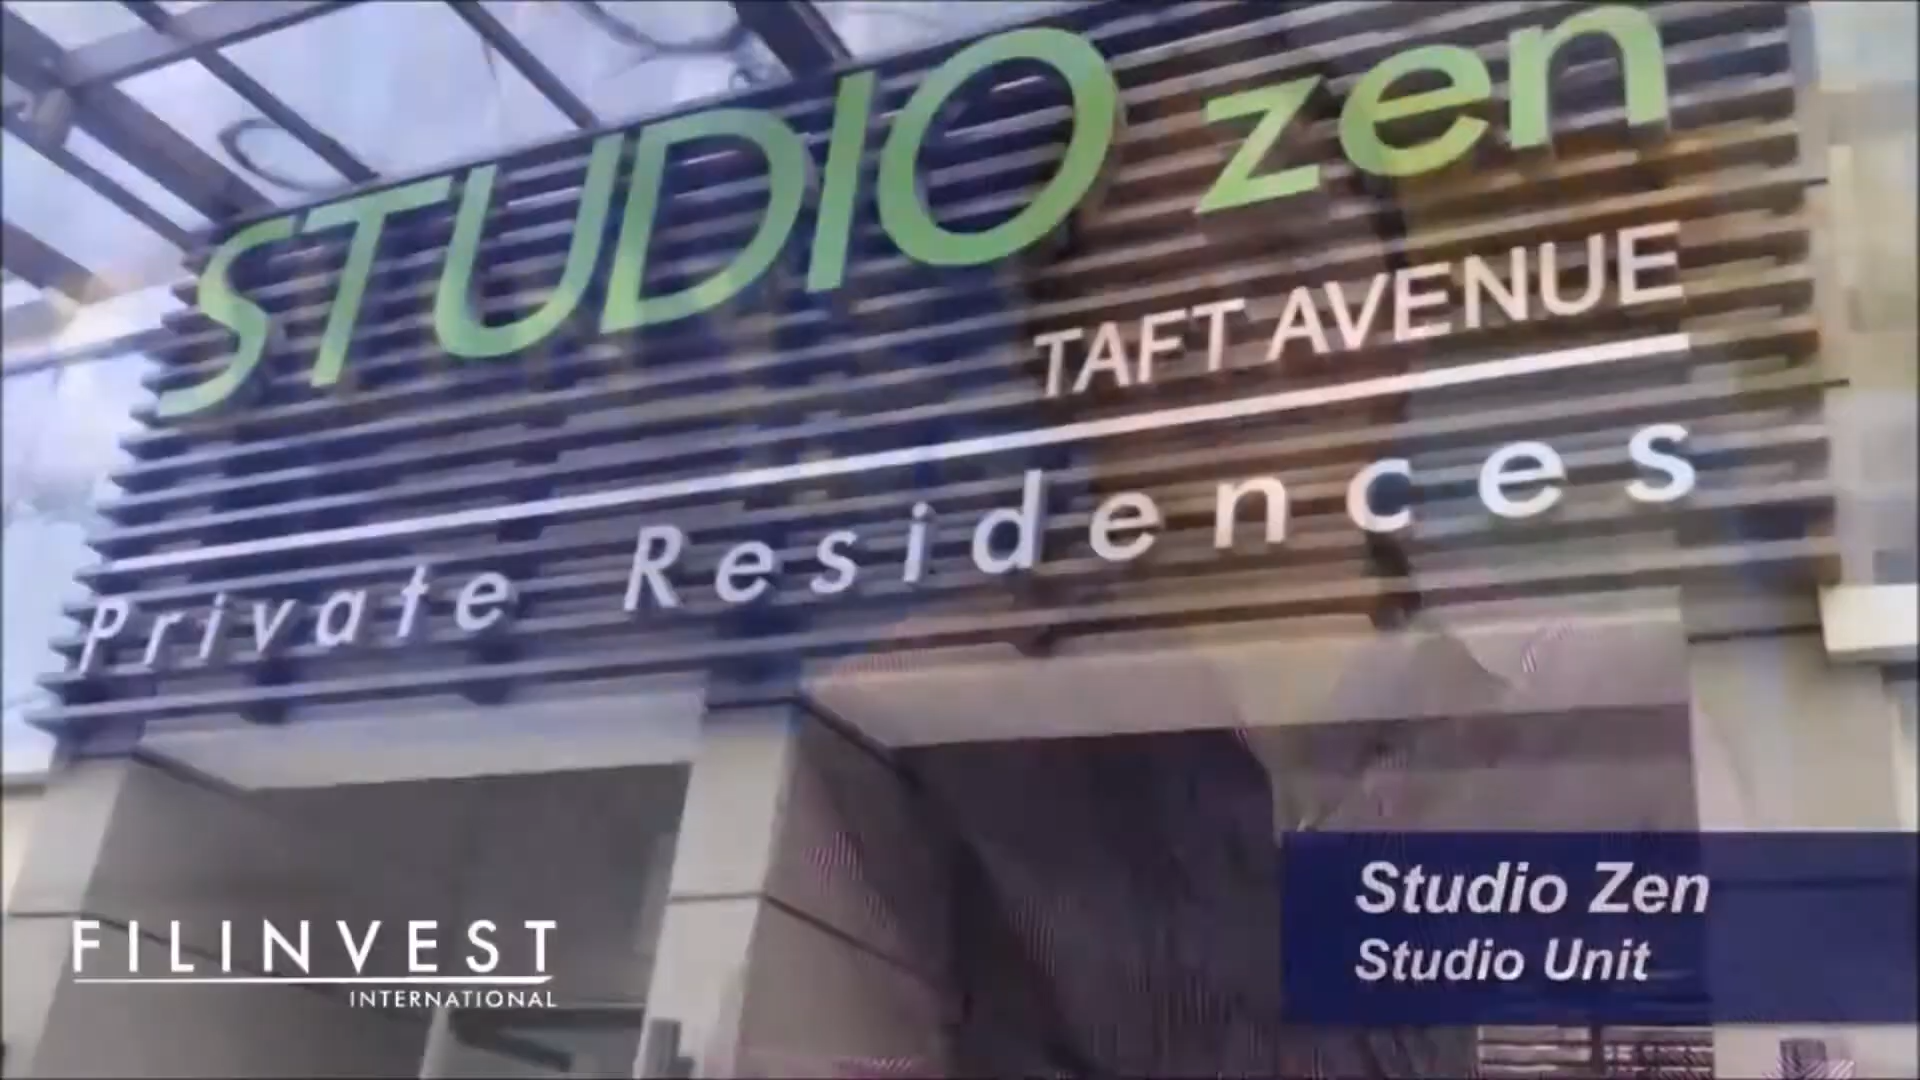 STUDIO zen
TAFT AVENUE
Private Residences
Studio Zen
Studio Unit
FILINVEST
INTERNATIONAL